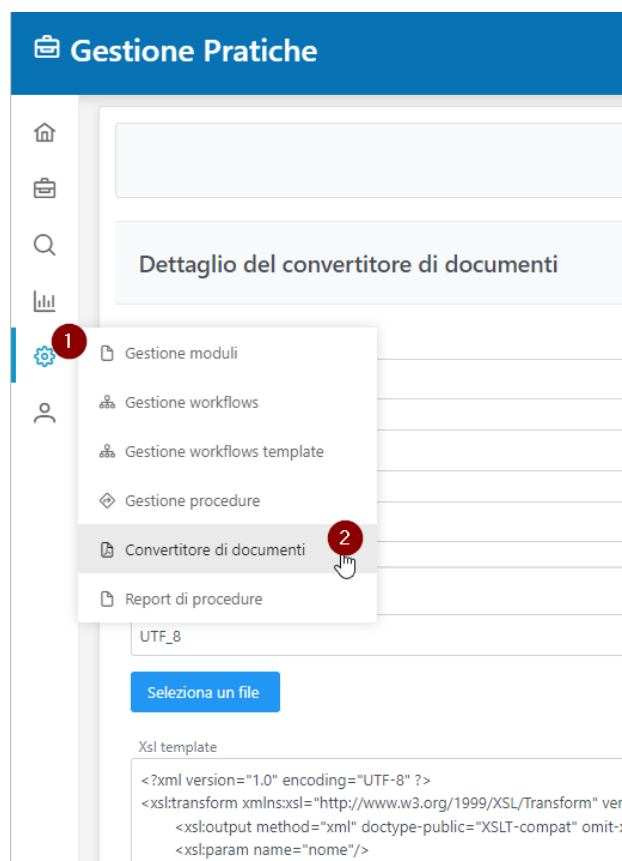 Gestione Pratiche
Dettaglio del convertitore di documenti
1
Gestione moduli
Gestione workflows
Gestione workflows template
Gestione procedure
Convertitore di documenti
2
Report di procedure
UTF_8
Seleziona un file
Xsl template
<?xml version="1.0" encoding="UTF-8" ?>
<xsl:transform xmlns:xsl="http://www.w3.org/1999/XSL/Transform" ver
<xsl:output method="xml" doctype-public="XSLT-compat" omit-x
<xsl:param name="nome"/>